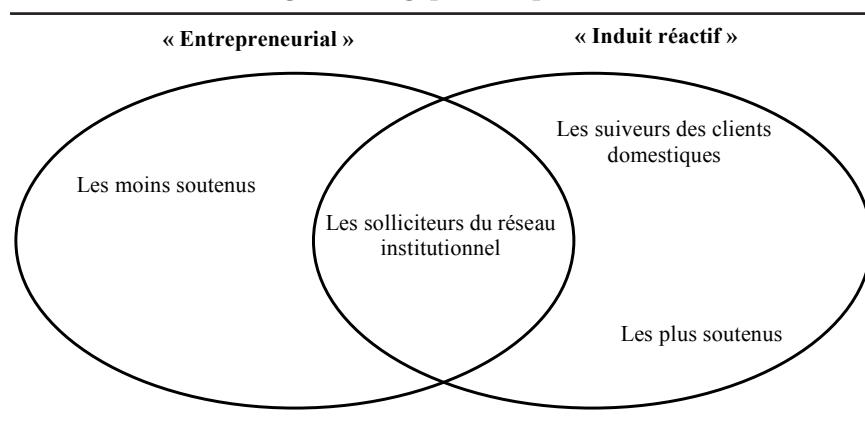 « Entrepreneurial »
« Induit réactif »
Les suiveurs des clients
domestiques
Les moins soutenus
Les solliciteurs du réseau
institutionnel
Les plus soutenus